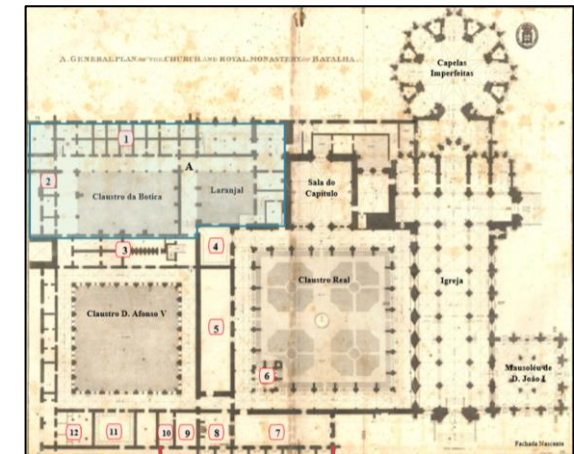 A GENERAL PLAN OF THE CHURCH AND ROYAL MONASTERY OF BATALHA.
Capelas
Imperfeitas
1
A
2
Claustro da Botica
Laranjal
Sala do
Capítulo
3
4
Claustro Real
Igreja
Claustro D. Afonso V
5
6
Mausoléu de
D. João I
12
11
10
9
8
7
Fachada Nascente